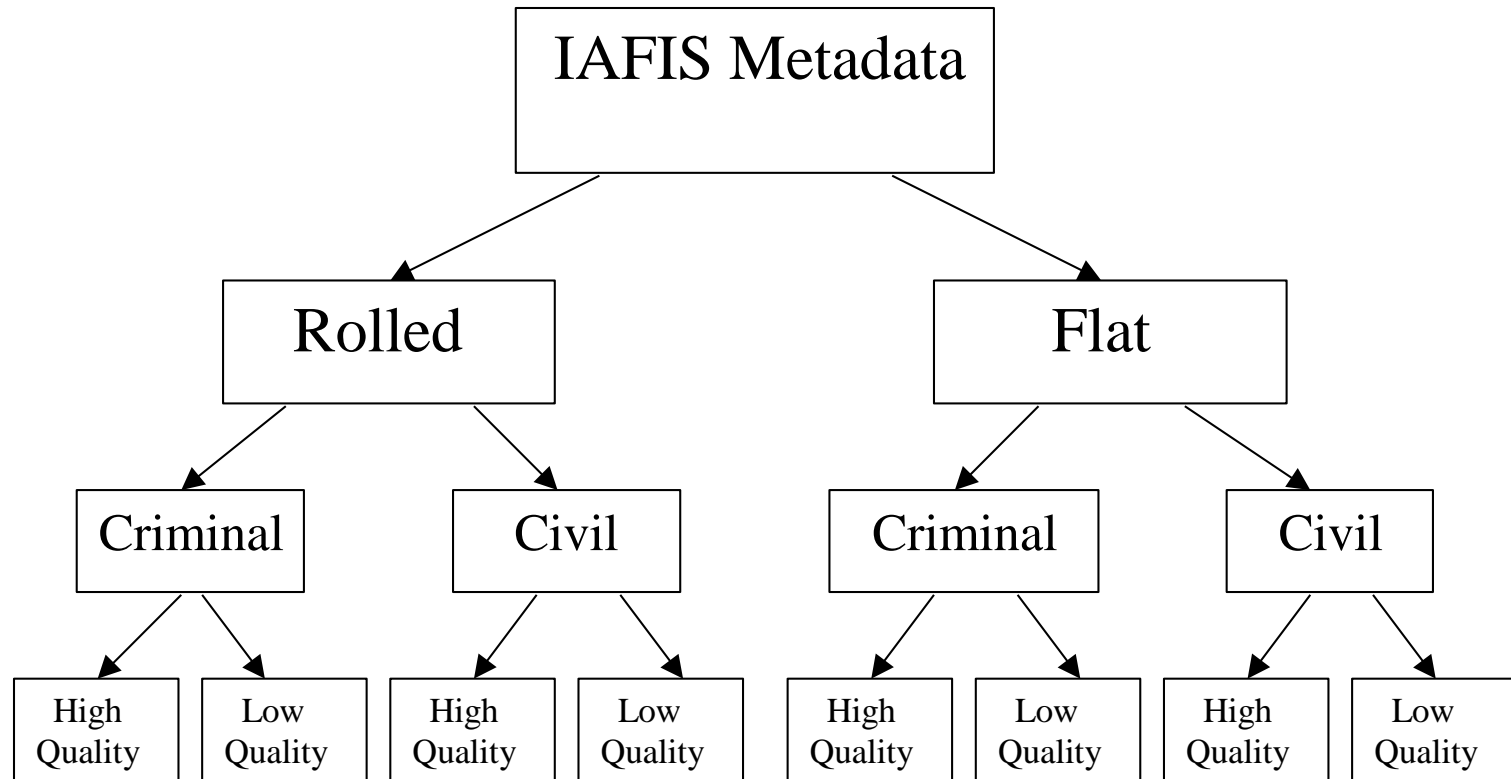 IAFIS Metadata
Rolled
Flat
Criminal
Civil
Criminal
Civil
High
Quality
Low
Quality
High
Quality
Low
Quality
High
Quality
Low
Quality
High
Quality
Low
Quality